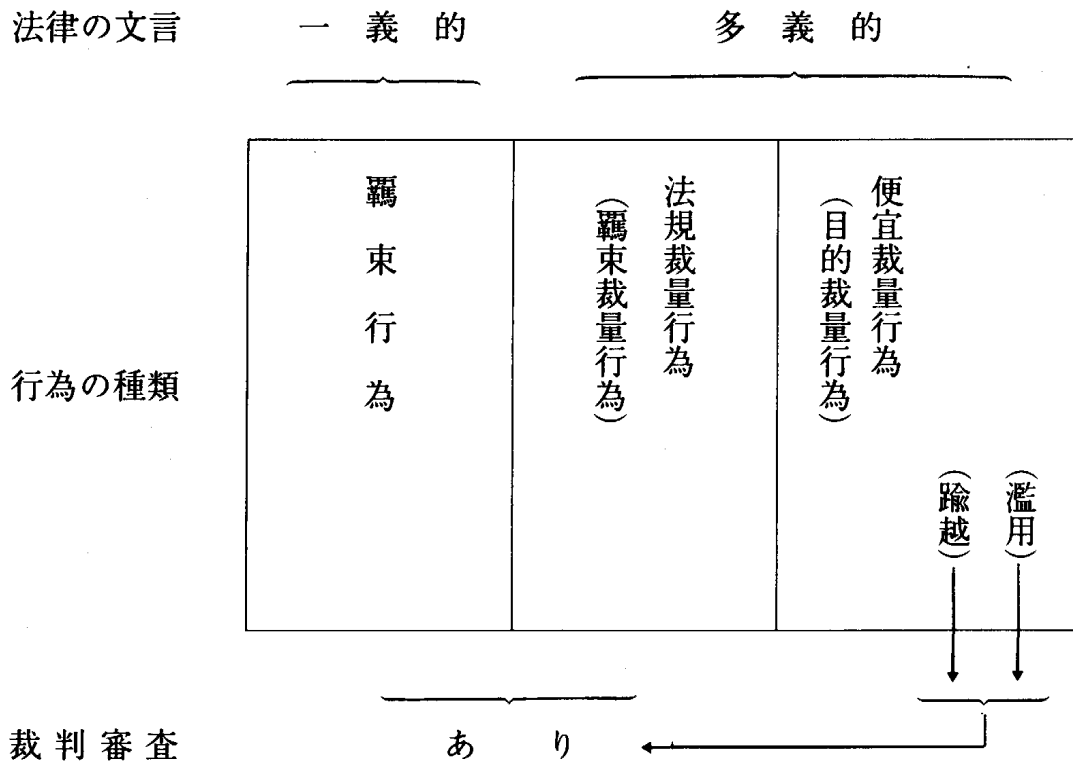 法律の文言 一義的 多義的
行為の種類
羈束行為
法規裁量行為
(羈束裁量行為)
便宜裁量行為
(目的裁量行為)
(濫用)
(踰越)
裁判審査 あり